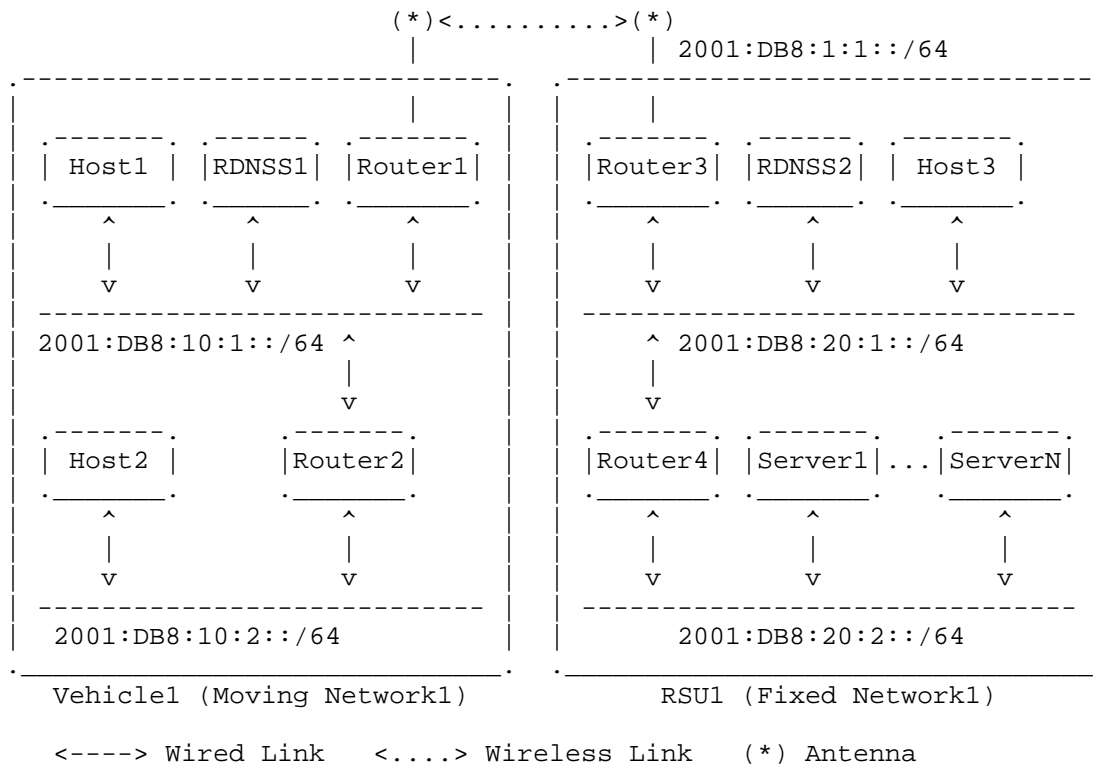 (*)<..........>(*)
2001:DB8:1:1::/64
Host1 RDNSS1 Router1 Router3 RDNSS2 Host3
2001:DB8:10:1::/64 2001:DB8:20:1::/64
Host2 Router2 Router4 Server1 ... ServerN
2001:DB8:10:2::/64 2001:DB8:20:2::/64
Vehicle1 (Moving Network1) RSU1 (Fixed Network1)
<----> Wired Link <....> Wireless Link (*) Antenna